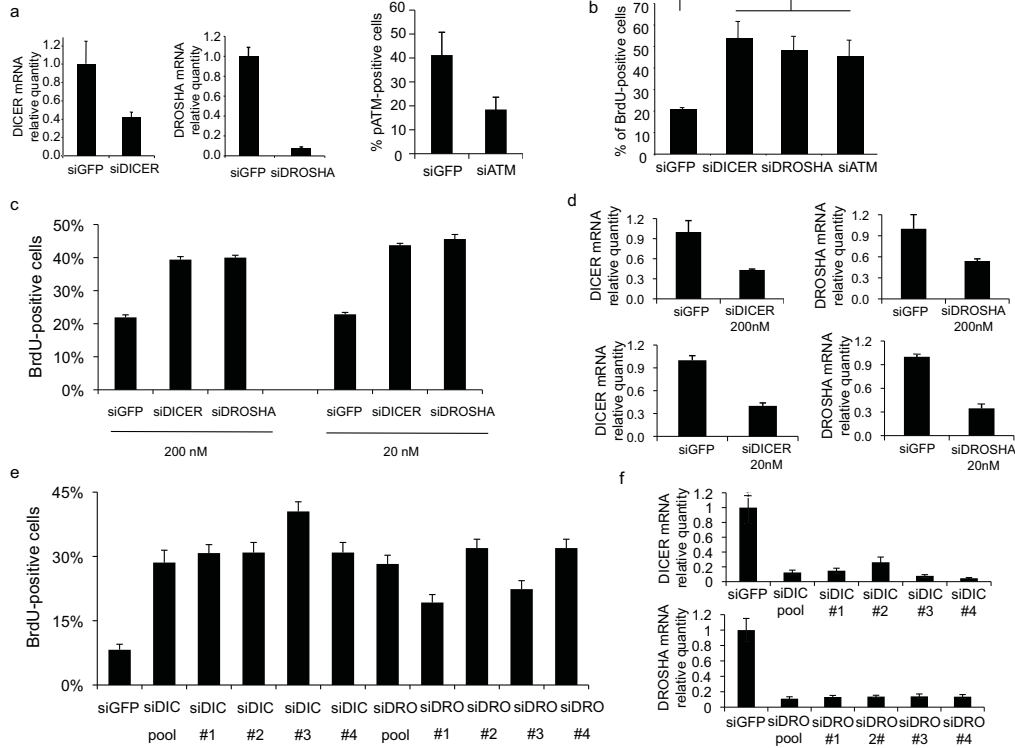 a
DICER mRNA
relative quantity
1.2
1.0
0.8
0.6
0.4
0.2
0.0
siGFP siDICER
DROSHA mRNA
relative quantity
1.2
1.0
0.8
0.6
0.4
0.2
0.0
siGFP siDROSHA
% pATM-positive cells
60
50
40
30
20
10
0
siGFP siATM
b
% of BrdU-positive cells
70
60
50
40
30
20
10
0
siGFP siDICER siDROSHA siATM
c
BrdU-positive cells
50%
40%
30%
20%
10%
0%
siGFP siDICER siDROSHA siGFP siDICER siDROSHA
200 nM 20 nM
d
DICER mRNA
relative quantity
1.2
0.9
0.6
0.3
0.0
siGFP siDICER
200nM
DROSHA mRNA
relative quantity
1.2
0.9
0.6
0.3
0.0
siGFP siDROSHA
200nM
DICER mRNA
relative quantity
1.2
0.9
0.6
0.3
0.0
siGFP siDICER
20nM
DROSHA mRNA
relative quantity
1.2
0.9
0.6
0.3
0.0
siGFP siDROSHA
20nM
e
BrdU-positive cells
45%
30%
15%
0%
siGFP siDIC siDIC siDIC siDIC siDIC siDRO siDRO siDRO siDRO siDRO
pool #1 #2 #3 #4 pool #1 #2 #3 #4
f
DICER mRNA
relative quantity
1.2
1
0.8
0.6
0.4
0.2
0
siGFP siDIC siDIC siDIC siDIC siDIC
pool #1 #2 #3 #4
DROSHA mRNA
relative quantity
1.2
1
0.8
0.6
0.4
0.2
0
siGFP siDRO siDRO siDRO siDRO siDRO
pool #1 2# #3 #4